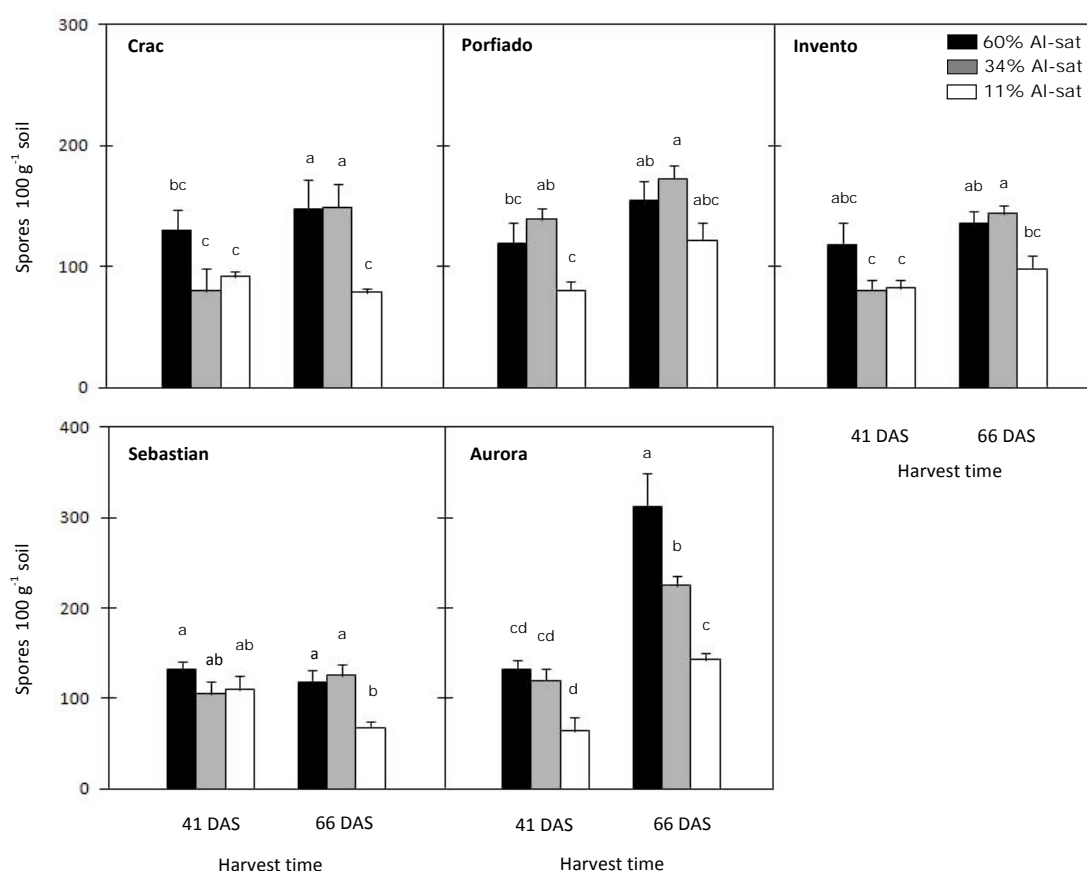 300
Crac
Porfiado
Invento
60% Al-sat
34% Al-sat
11% Al-sat
200
100
0
Spores 100 g⁻¹ soil
bc
c
c
a
a
c
bc
ab
c
ab
a
abc
abc
c
c
ab
a
bc
41 DAS
66 DAS
Harvest time
400
Sebastian
Aurora
300
200
100
0
Spores 100 g⁻¹ soil
a
ab
ab
a
a
b
cd
cd
d
a
b
c
41 DAS
66 DAS
41 DAS
66 DAS
Harvest time
Harvest time